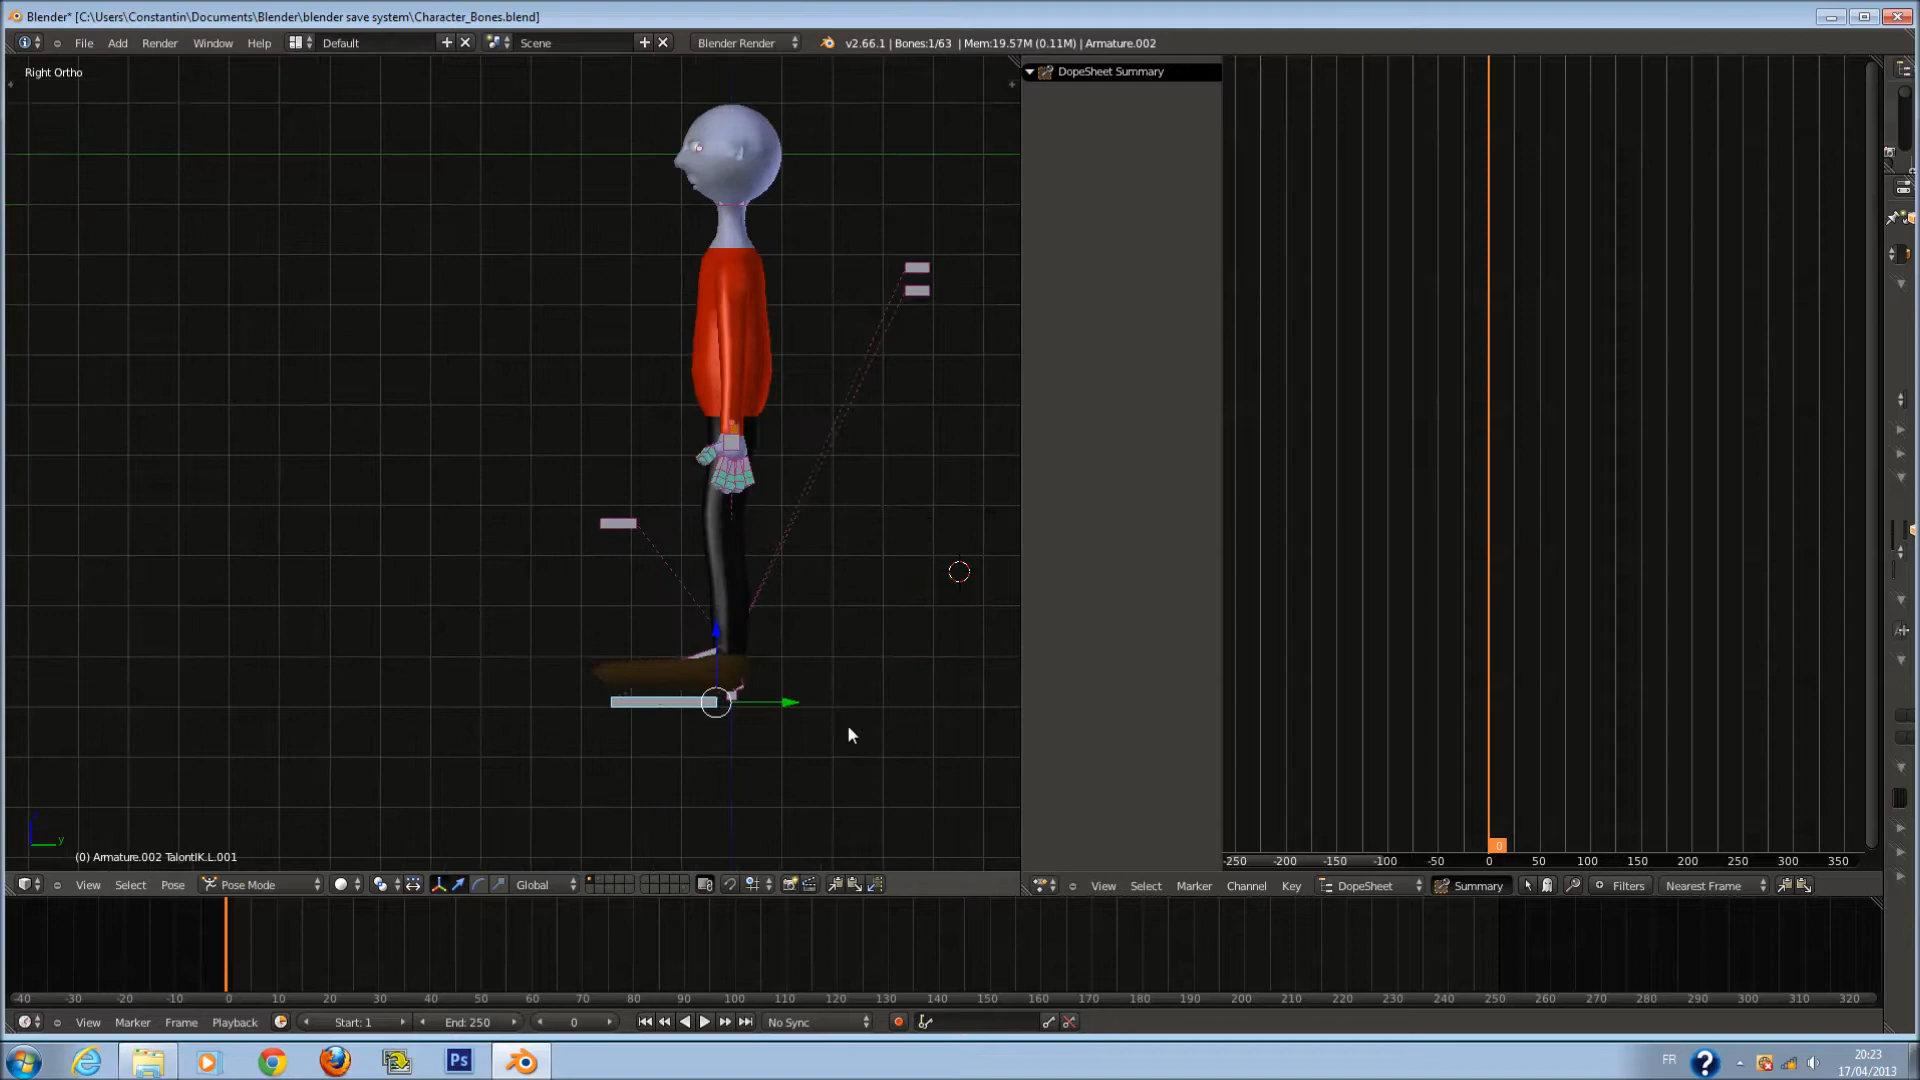 Blender* [C:\Users\Constantin\Documents\Blender\blender save system\Character_Bones.blend]
File Add Render Window Help Default Scene Blender Render v2.66.1 | Bones:1/63 | Mem:19.57M (0.11M) | Armature.002
Right Ortho
DopeSheet Summary
z
y
(0) Armature.002 TalontIK.L.001
0
-250 -200 -150 -100 -50 0 50 100 150 200 250 300 350
View Select Pose Pose Mode Global
View Select Marker Channel Key DopeSheet Summary Filters Nearest Frame
-40 -30 -20 -10 0 10 20 30 40 50 60 70 80 90 100 110 120 130 140 150 160 170 180 190 200 210 220 230 240 250 260 270 280 290 300 310 320
View Marker Frame Playback Start: 1 End: 250 0 No Sync
Ps
FR
?
20:23
17/04/2013